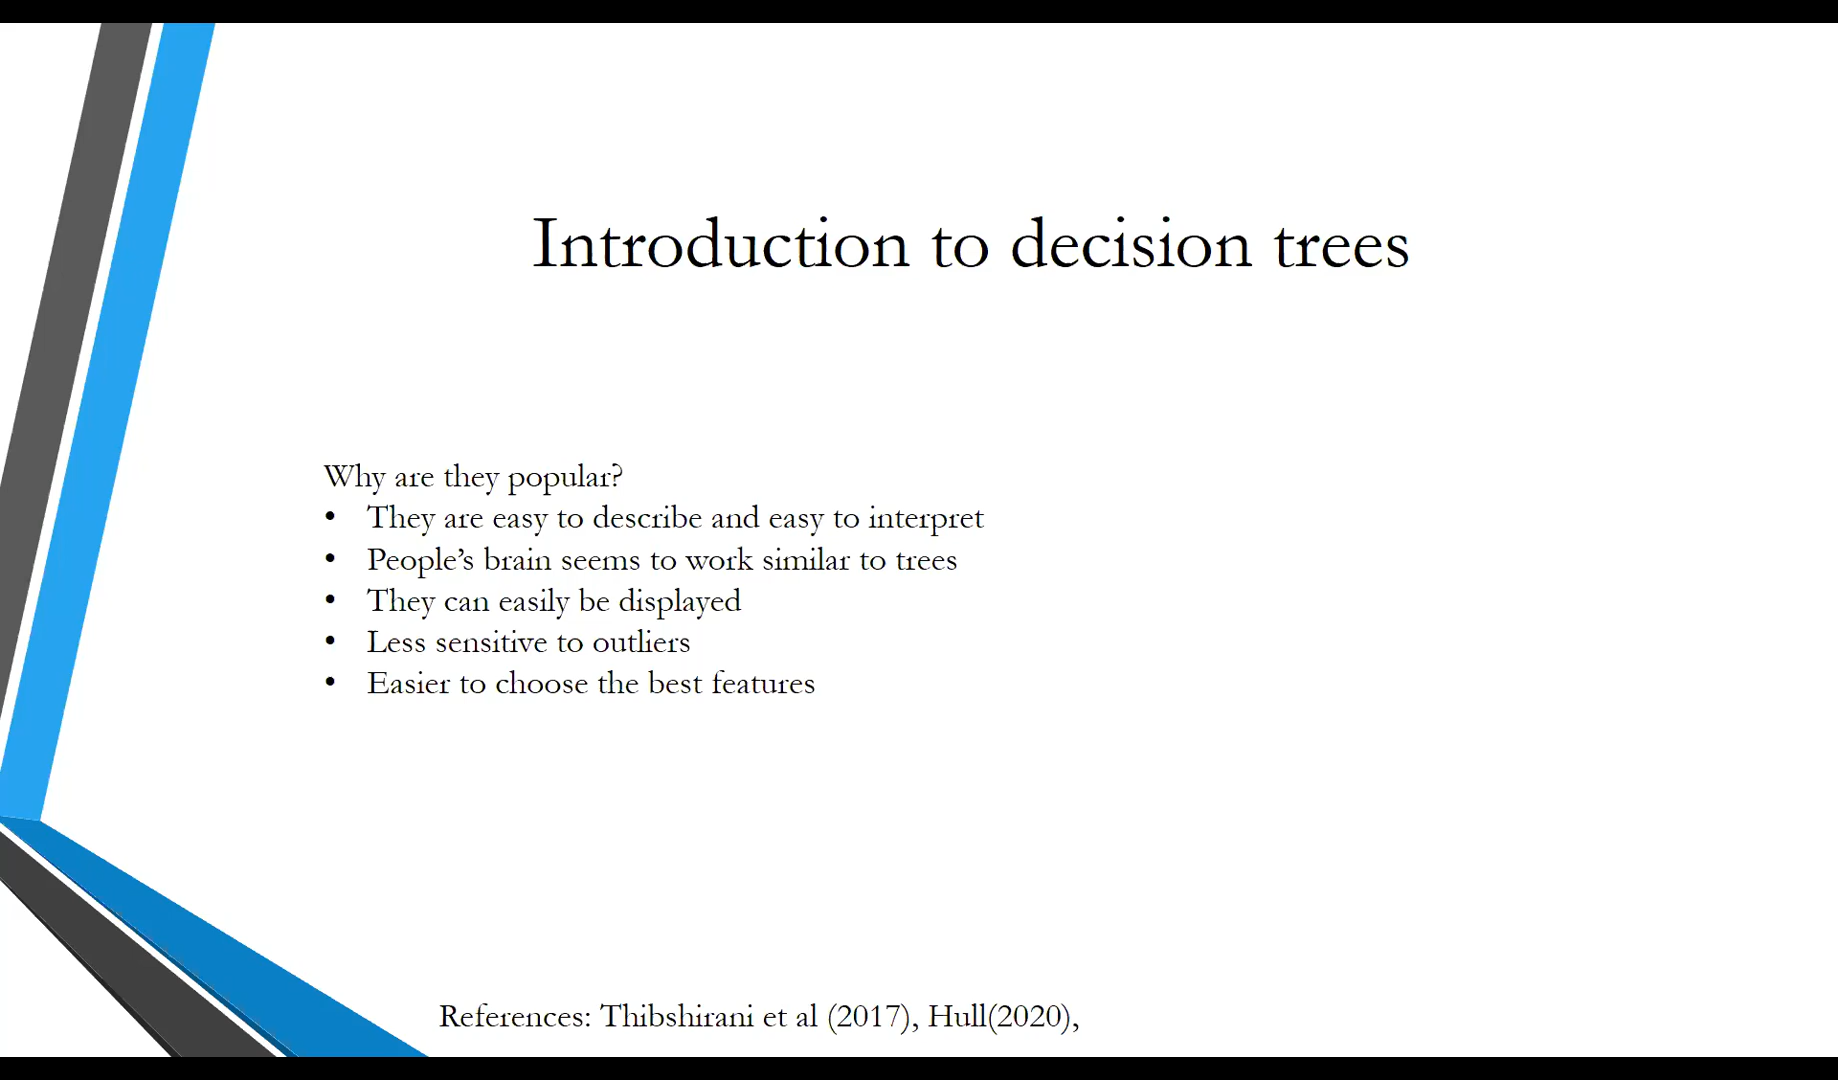 Introduction to decision trees
Why are they popular?
• They are easy to describe and easy to interpret
• People’s brain seems to work similar to trees
• They can easily be displayed
• Less sensitive to outliers
• Easier to choose the best features
References: Thibshirani et al (2017), Hull(2020),